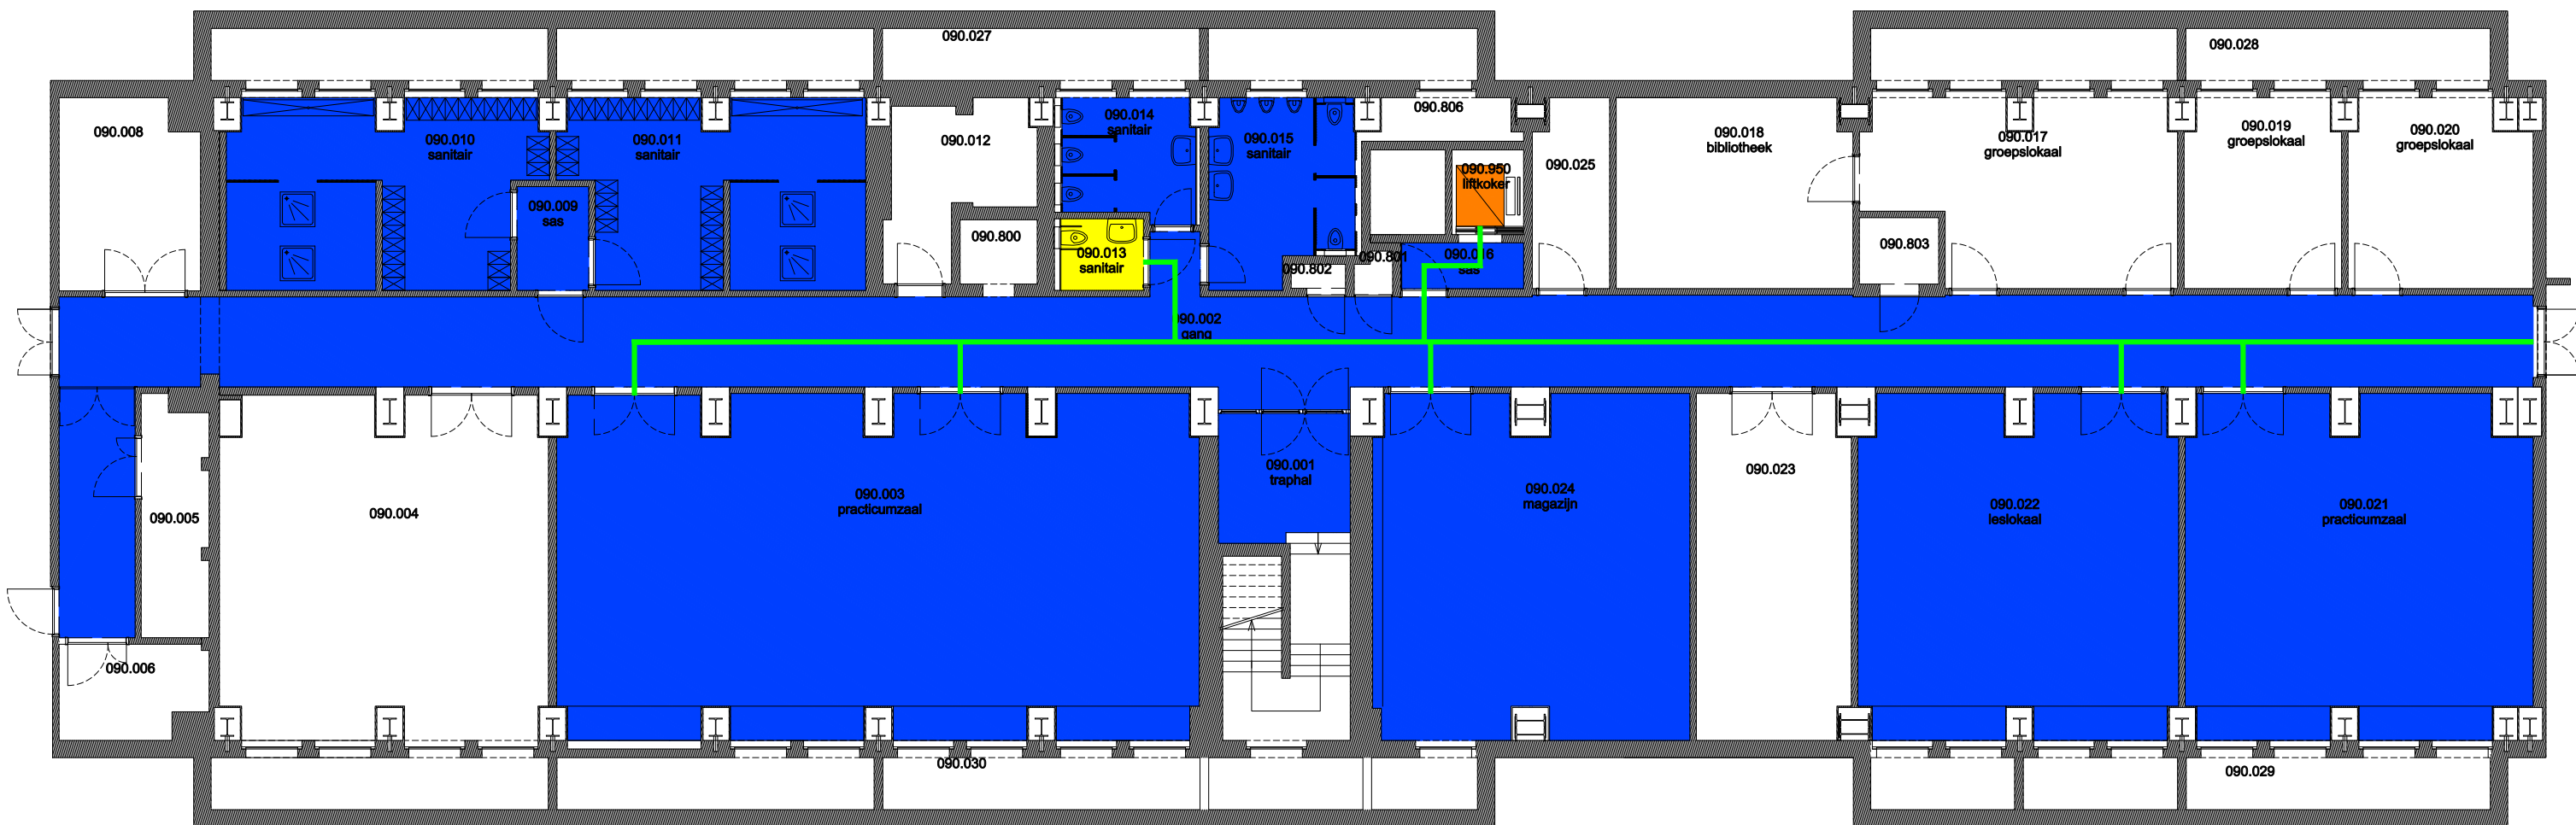 090.027
090.028
090.008
090.010
sanitair
090.011
sanitair
090.012
090.014
sanitair
090.015
sanitair
090.806
090.950
liftkoker
090.025
090.018
bibliotheek
090.017
groepslokaal
090.019
groepslokaal
090.020
groepslokaal
090.009
sas
090.800
090.013
sanitair
090.802
090.801
090.016
sas
090.803
090.002
gang
090.005
090.004
090.003
practicumzaal
090.001
traphal
090.024
magazijn
090.023
090.022
leslokaal
090.021
practicumzaal
090.006
090.030
090.029